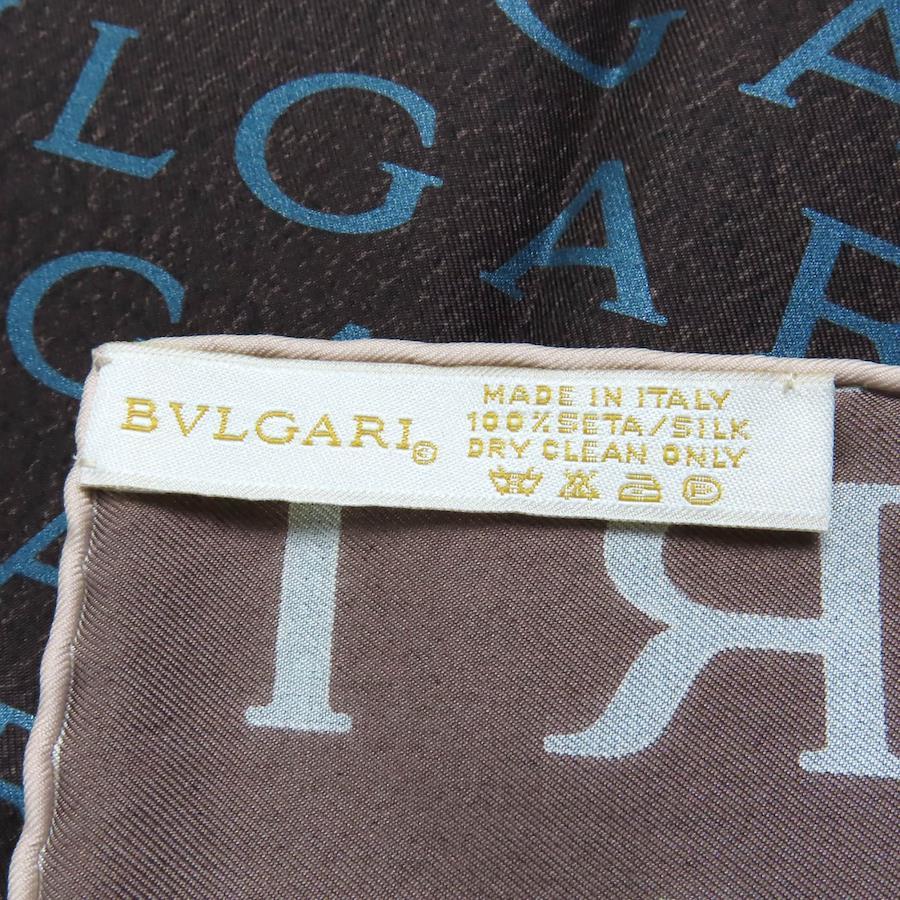 L G G A
C A R
BVLGARI©
MADE IN ITALY
100%SETA/SILK
DRY CLEAN ONLY
I R